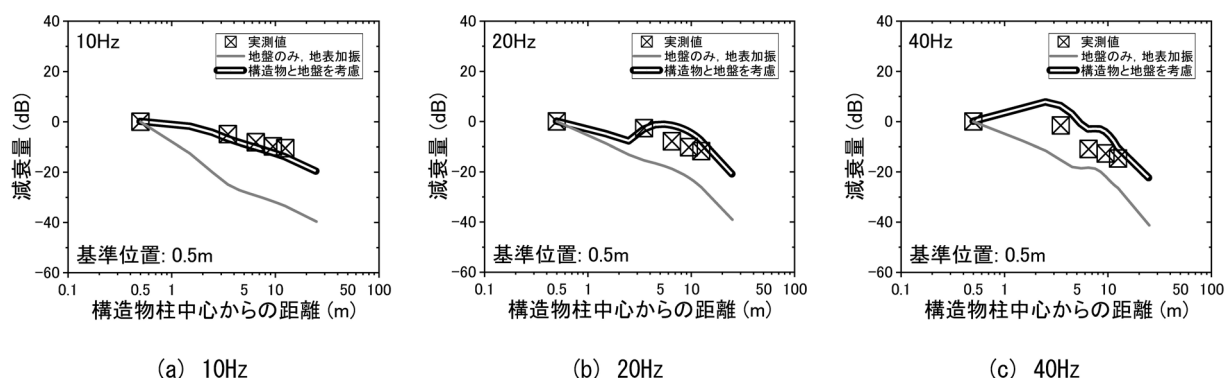 10Hz
実測値
地盤のみ，地表加振
構造物と地盤を考慮
減衰量 (dB)
40
20
0
−20
−40
−60
基準位置: 0.5m
0.1 0.5 1 5 10 50 100
構造物柱中心からの距離 (m)
(a) 10Hz
20Hz
実測値
地盤のみ，地表加振
構造物と地盤を考慮
減衰量 (dB)
40
20
0
−20
−40
−60
基準位置: 0.5m
0.1 0.5 1 5 10 50 100
構造物柱中心からの距離 (m)
(b) 20Hz
40Hz
実測値
地盤のみ，地表加振
構造物と地盤を考慮
減衰量 (dB)
40
20
0
−20
−40
−60
基準位置: 0.5m
0.1 0.5 1 5 10 50 100
構造物柱中心からの距離 (m)
(c) 40Hz